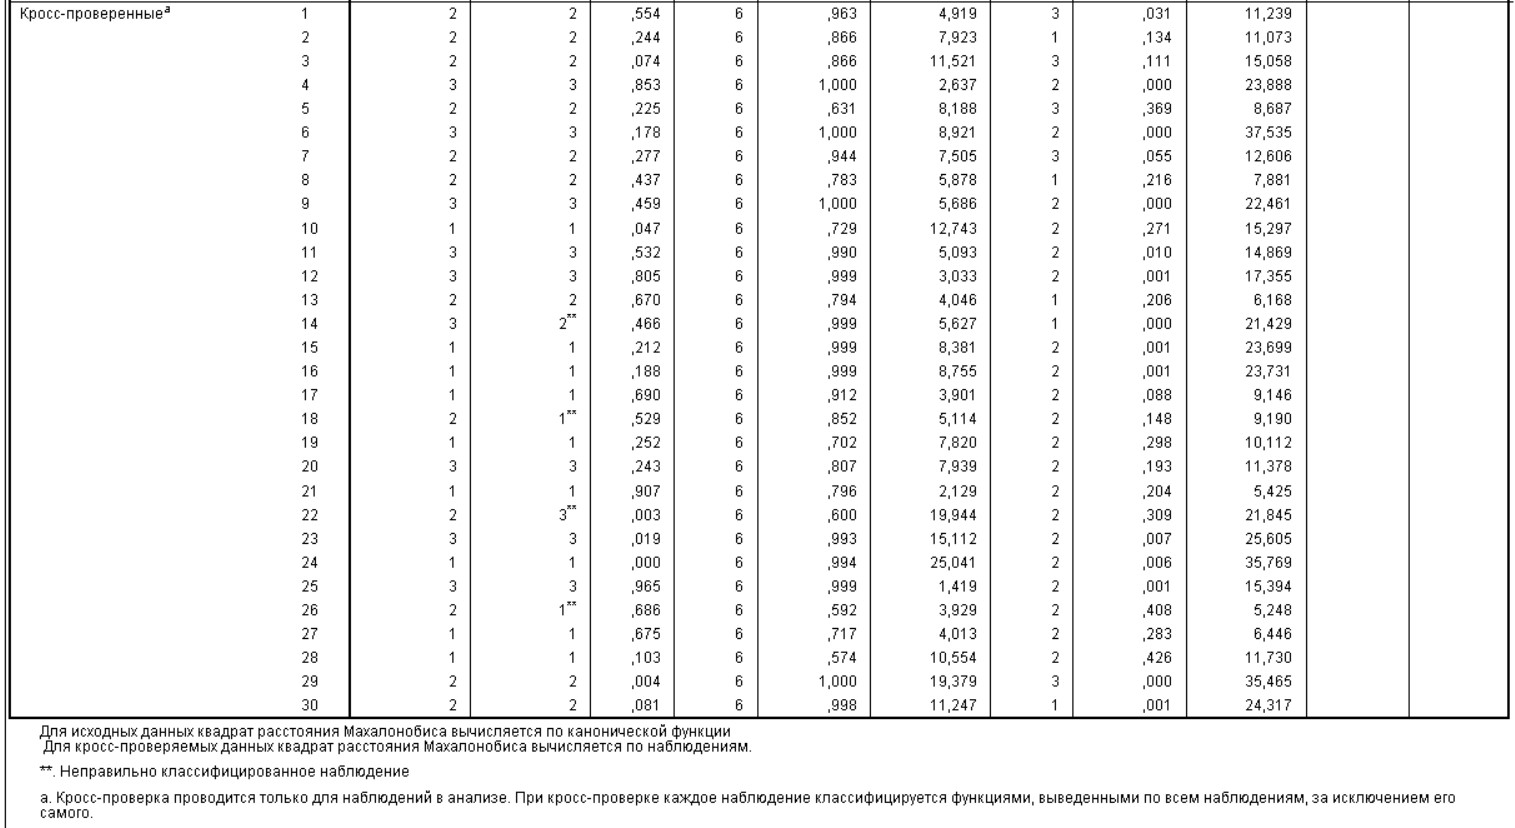 Кросс-проверенныеa 1 2 2 ,554 6 ,963 4,919 3 ,031 11,239
2 2 2 ,244 6 ,866 7,923 1 ,134 11,073
3 2 2 ,074 6 ,866 11,521 3 ,111 15,058
4 3 3 ,853 6 1,000 2,637 2 ,000 23,888
5 2 2 ,225 6 ,631 8,188 3 ,369 8,687
6 3 3 ,178 6 1,000 8,921 2 ,000 37,535
7 2 2 ,277 6 ,944 7,505 3 ,055 12,606
8 2 2 ,437 6 ,783 5,878 1 ,216 7,881
9 3 3 ,459 6 1,000 5,686 2 ,000 22,461
10 1 1 ,047 6 ,729 12,743 2 ,271 15,297
11 3 3 ,532 6 ,990 5,093 2 ,010 14,869
12 3 3 ,805 6 ,999 3,033 2 ,001 17,355
13 2 2 ,670 6 ,794 4,046 1 ,206 6,168
14 3 2** ,466 6 ,999 5,627 1 ,000 21,429
15 1 1 ,212 6 ,999 8,381 2 ,001 23,699
16 1 1 ,188 6 ,999 8,755 2 ,001 23,731
17 1 1 ,690 6 ,912 3,901 2 ,088 9,146
18 2 1** ,529 6 ,852 5,114 2 ,148 9,190
19 1 1 ,252 6 ,702 7,820 2 ,298 10,112
20 3 3 ,243 6 ,807 7,939 2 ,193 11,378
21 1 1 ,907 6 ,796 2,129 2 ,204 5,425
22 2 3** ,003 6 ,600 19,944 2 ,309 21,845
23 3 3 ,019 6 ,993 15,112 2 ,007 25,605
24 1 1 ,000 6 ,994 25,041 2 ,006 35,769
25 3 3 ,965 6 ,999 1,419 2 ,001 15,394
26 2 1** ,686 6 ,592 3,929 2 ,408 5,248
27 1 1 ,675 6 ,717 4,013 2 ,283 6,446
28 1 1 ,103 6 ,574 10,554 2 ,426 11,730
29 2 2 ,004 6 1,000 19,379 3 ,000 35,465
30 2 2 ,081 6 ,998 11,247 1 ,001 24,317
Для исходных данных квадрат расстояния Махалонобиса вычисляется по канонической функции
Для кросс-проверяемых данных квадрат расстояния Махалонобиса вычисляется по наблюдениям.
**. Неправильно классифицированное наблюдение
a. Кросс-проверка проводится только для наблюдений в анализе. При кросс-проверке каждое наблюдение классифицируется функциями, выведенными по всем наблюдениям, за исключением его
самого.